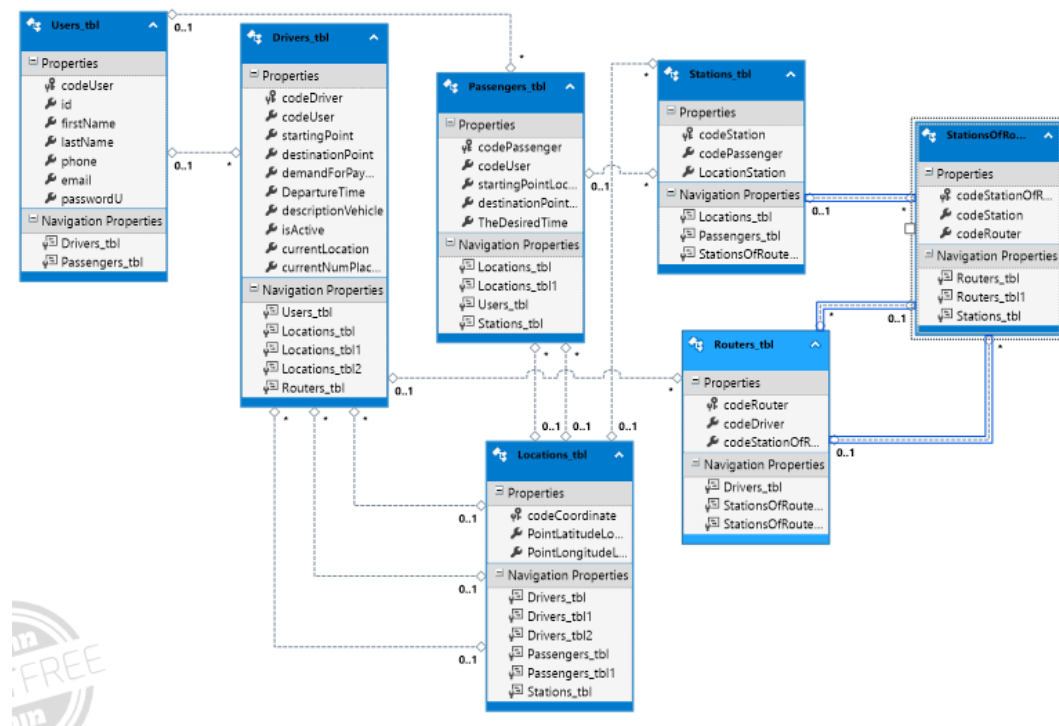 Users_tbl
Properties
codeUser
id
firstName
lastName
phone
email
passwordU
Navigation Properties
Drivers_tbl
Passengers_tbl
0..1
*
0..1
*
Drivers_tbl
Properties
codeDriver
codeUser
startingPoint
destinationPoint
demandForPay...
DepartureTime
descriptionVehicle
isActive
currentLocation
currentNumPlac...
Navigation Properties
Users_tbl
Locations_tbl
Locations_tbl1
Locations_tbl2
Routers_tbl
*
*
*
0..1
*
Passengers_tbl
Properties
codePassenger
codeUser
startingPointLoc...
destinationPoint...
TheDesiredTime
Navigation Properties
Locations_tbl
Locations_tbl1
Users_tbl
Stations_tbl
0..1
*
*
*
0..1
0..1
0..1
*
Stations_tbl
Properties
codeStation
codePassenger
LocationStation
Navigation Properties
Locations_tbl
Passengers_tbl
StationsOfRoute...
0..1
*
StationsOfRo...
Properties
codeStationOfR...
codeStation
codeRouter
Navigation Properties
Routers_tbl
Routers_tbl1
Stations_tbl
*
0..1
*
0..1
Routers_tbl
Properties
codeRouter
codeDriver
codeStationOfR...
Navigation Properties
Drivers_tbl
StationsOfRoute...
StationsOfRoute...
Locations_tbl
Properties
codeCoordinate
PointLatitudeLo...
PointLongitudeL...
Navigation Properties
Drivers_tbl
Drivers_tbl1
Drivers_tbl2
Passengers_tbl
Passengers_tbl1
Stations_tbl
0..1
0..1
0..1
FREE